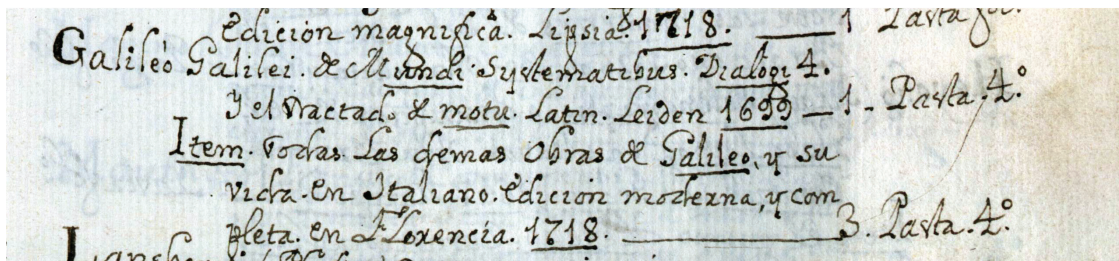 Edicion magnifica. Lipsia. 1718. — 1 Pasta
Galileo Galilei. de Mundi Systematibus. Dialogi 4.
y el tractad. de motu. Latin. Leiden 1699 — 1. Pasta. 4.º
Item. todas. Las demas Obras de Galileo, y su
vida. en Italiano. Edicion moderna, y com
pleta. en Florencia. 1718. — 3. Pasta. 4.º